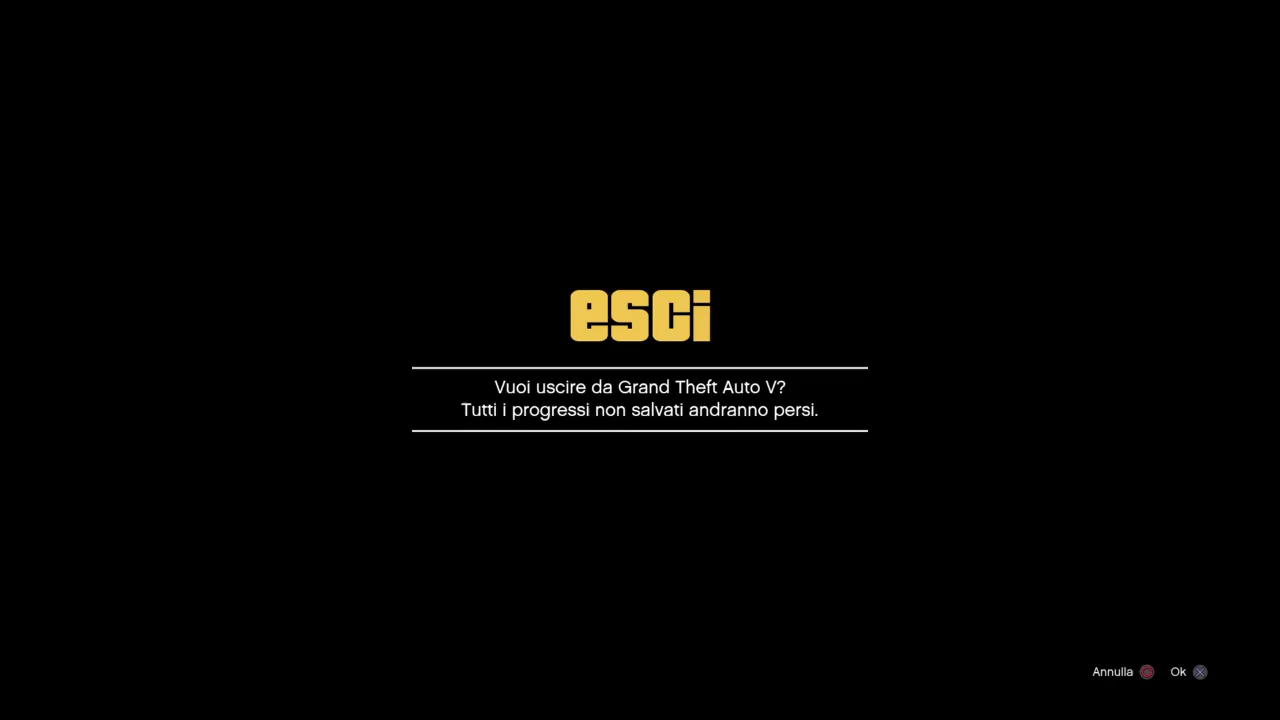 esci
Vuoi uscire da Grand Theft Auto V?
Tutti i progressi non salvati andranno persi.
Annulla Ok